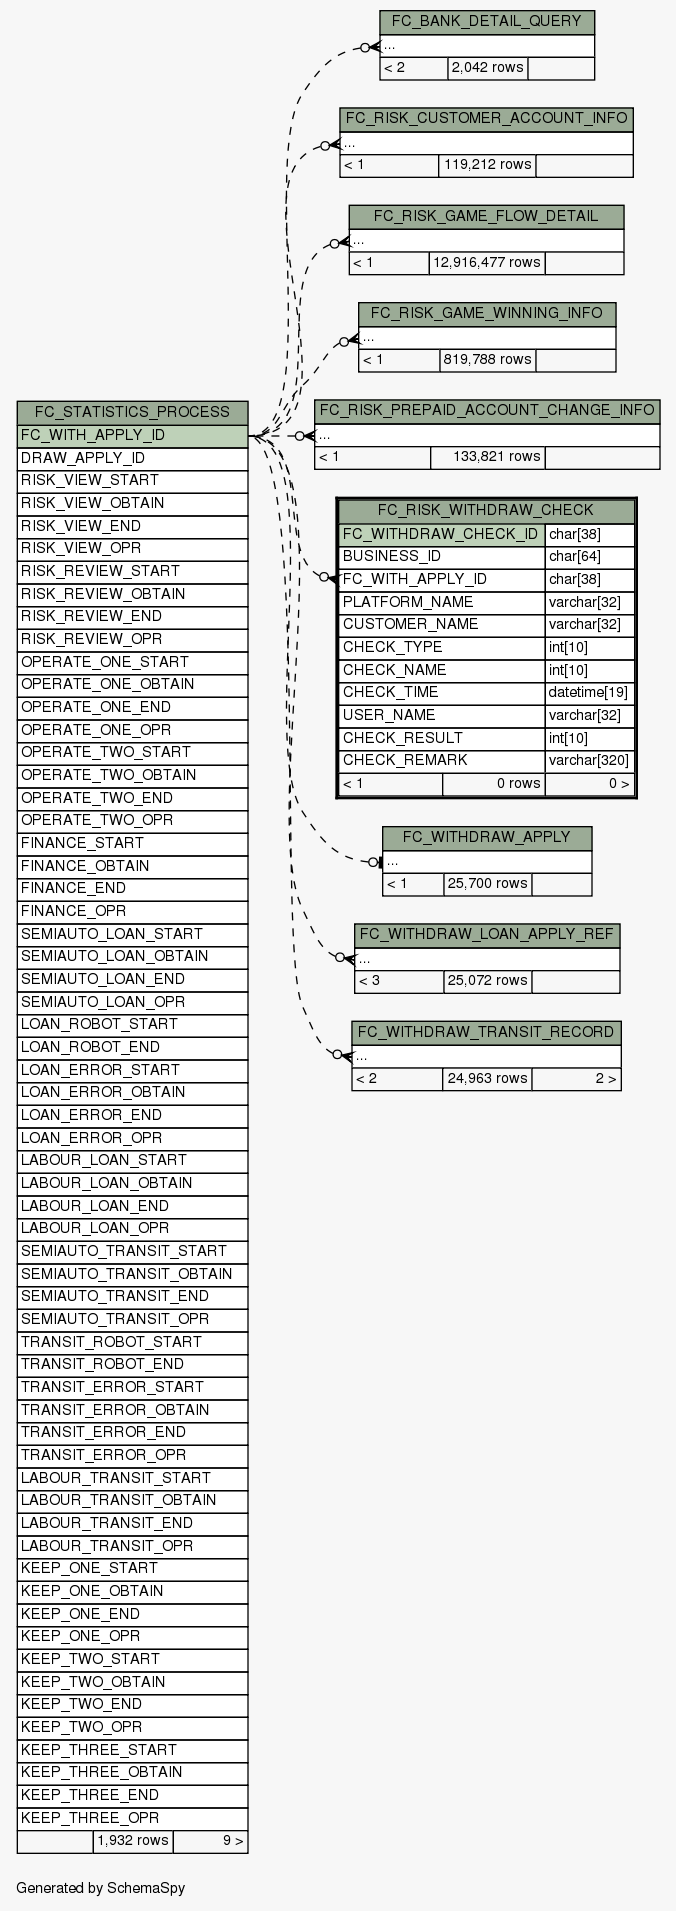 FC_BANK_DETAIL_QUERY
...
< 2 2,042 rows
FC_RISK_CUSTOMER_ACCOUNT_INFO
...
< 1 119,212 rows
FC_RISK_GAME_FLOW_DETAIL
...
< 1 12,916,477 rows
FC_RISK_GAME_WINNING_INFO
...
< 1 819,788 rows
FC_RISK_PREPAID_ACCOUNT_CHANGE_INFO
...
< 1 133,821 rows
FC_RISK_WITHDRAW_CHECK
FC_WITHDRAW_CHECK_ID char[38]
BUSINESS_ID char[64]
FC_WITH_APPLY_ID char[38]
PLATFORM_NAME varchar[32]
CUSTOMER_NAME varchar[32]
CHECK_TYPE int[10]
CHECK_NAME int[10]
CHECK_TIME datetime[19]
USER_NAME varchar[32]
CHECK_RESULT int[10]
CHECK_REMARK varchar[320]
< 1 0 rows 0 >
FC_WITHDRAW_APPLY
...
< 1 25,700 rows
FC_WITHDRAW_LOAN_APPLY_REF
...
< 3 25,072 rows
FC_WITHDRAW_TRANSIT_RECORD
...
< 2 24,963 rows 2 >
FC_STATISTICS_PROCESS
FC_WITH_APPLY_ID
DRAW_APPLY_ID
RISK_VIEW_START
RISK_VIEW_OBTAIN
RISK_VIEW_END
RISK_VIEW_OPR
RISK_REVIEW_START
RISK_REVIEW_OBTAIN
RISK_REVIEW_END
RISK_REVIEW_OPR
OPERATE_ONE_START
OPERATE_ONE_OBTAIN
OPERATE_ONE_END
OPERATE_ONE_OPR
OPERATE_TWO_START
OPERATE_TWO_OBTAIN
OPERATE_TWO_END
OPERATE_TWO_OPR
FINANCE_START
FINANCE_OBTAIN
FINANCE_END
FINANCE_OPR
SEMIAUTO_LOAN_START
SEMIAUTO_LOAN_OBTAIN
SEMIAUTO_LOAN_END
SEMIAUTO_LOAN_OPR
LOAN_ROBOT_START
LOAN_ROBOT_END
LOAN_ERROR_START
LOAN_ERROR_OBTAIN
LOAN_ERROR_END
LOAN_ERROR_OPR
LABOUR_LOAN_START
LABOUR_LOAN_OBTAIN
LABOUR_LOAN_END
LABOUR_LOAN_OPR
SEMIAUTO_TRANSIT_START
SEMIAUTO_TRANSIT_OBTAIN
SEMIAUTO_TRANSIT_END
SEMIAUTO_TRANSIT_OPR
TRANSIT_ROBOT_START
TRANSIT_ROBOT_END
TRANSIT_ERROR_START
TRANSIT_ERROR_OBTAIN
TRANSIT_ERROR_END
TRANSIT_ERROR_OPR
LABOUR_TRANSIT_START
LABOUR_TRANSIT_OBTAIN
LABOUR_TRANSIT_END
LABOUR_TRANSIT_OPR
KEEP_ONE_START
KEEP_ONE_OBTAIN
KEEP_ONE_END
KEEP_ONE_OPR
KEEP_TWO_START
KEEP_TWO_OBTAIN
KEEP_TWO_END
KEEP_TWO_OPR
KEEP_THREE_START
KEEP_THREE_OBTAIN
KEEP_THREE_END
KEEP_THREE_OPR
1,932 rows 9 >
Generated by SchemaSpy